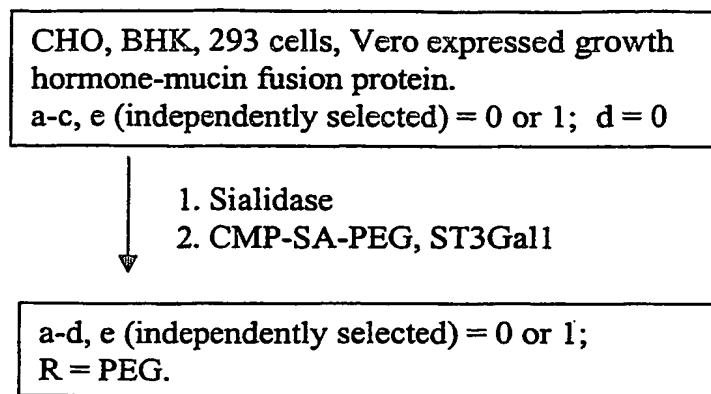 CHO, BHK, 293 cells, Vero expressed growth
hormone-mucin fusion protein.
a-c, e (independently selected) = 0 or 1; d = 0
1. Sialidase
2. CMP-SA-PEG, ST3Gal1
a-d, e (independently selected) = 0 or 1;
R = PEG.